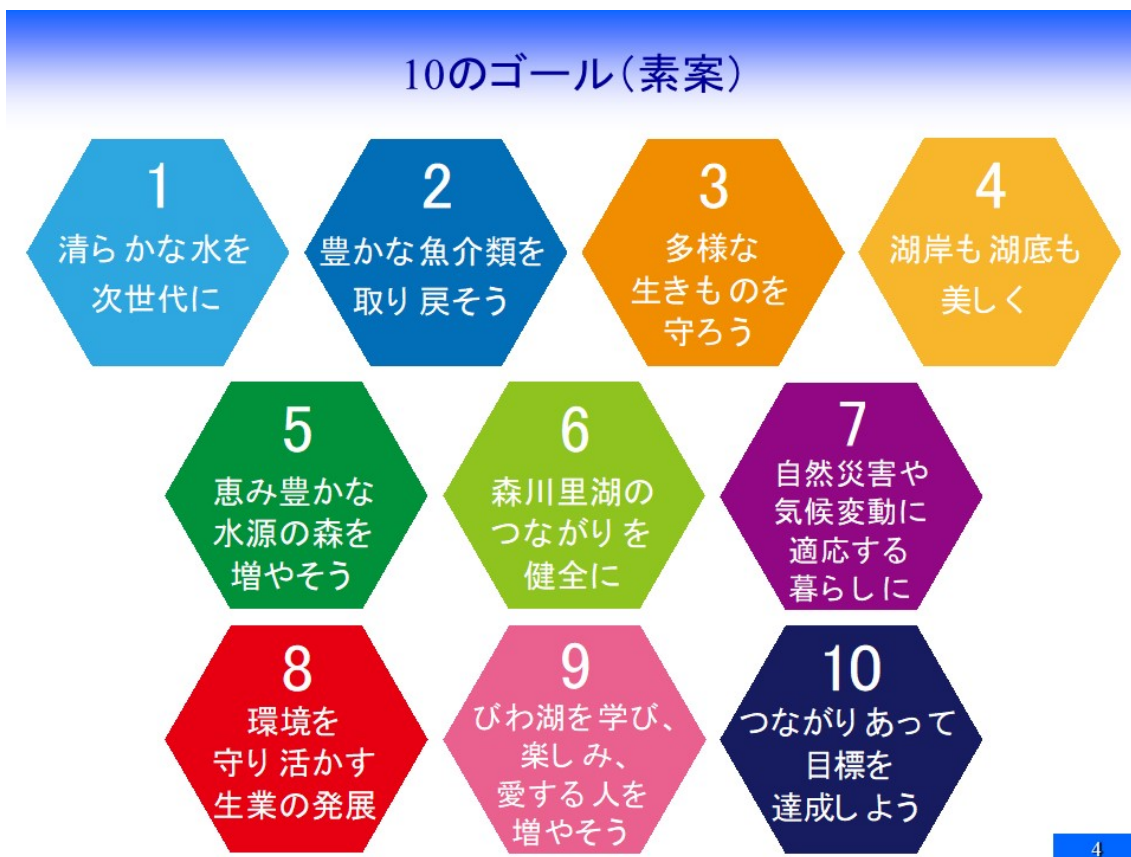 10のゴール(素案)
1
清らかな水を
次世代に
2
豊かな魚介類を
取り戻そう
3
多様な
生きものを
守ろう
4
湖岸も湖底も
美しく
5
恵み豊かな
水源の森を
増やそう
6
森川里湖の
つながりを
健全に
7
自然災害や
気候変動に
適応する
暮らしに
8
環境を
守り活かす
生業の発展
9
びわ湖を学び、
楽しみ、
愛する人を
増やそう
10
つながりあって
目標を
達成しよう
4